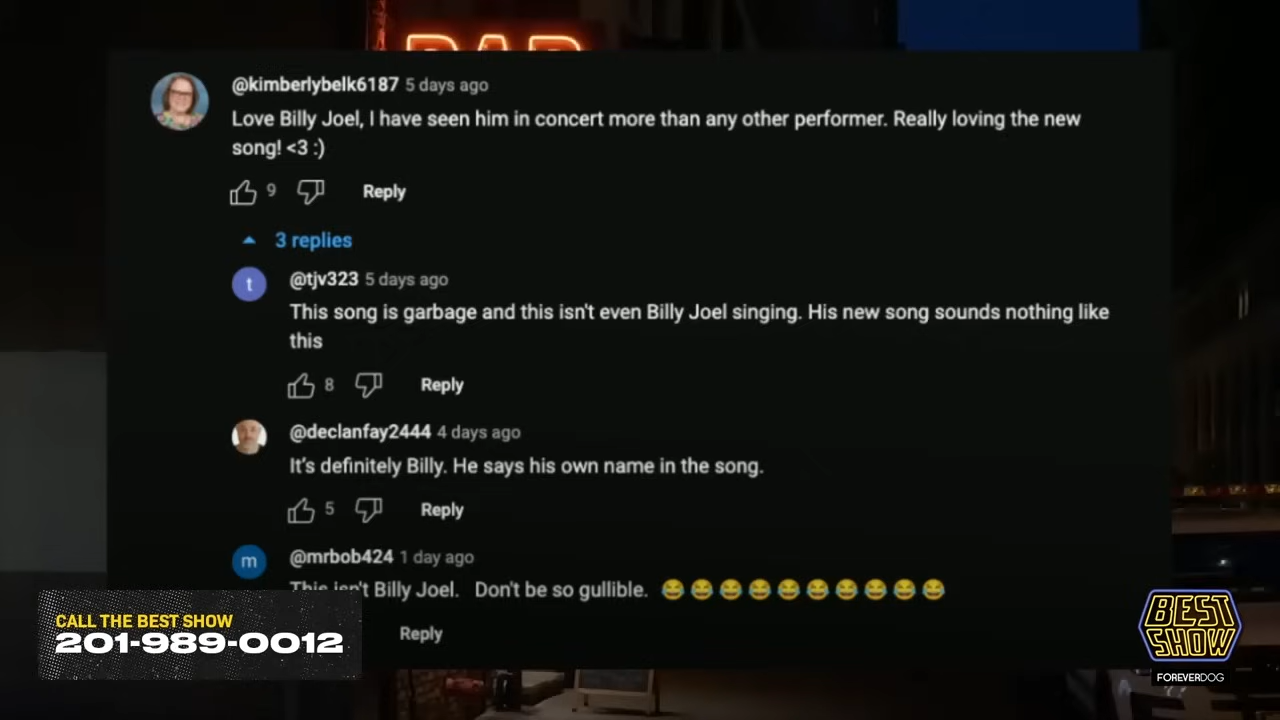 BAR
@kimberlybelk6187 5 days ago
Love Billy Joel, I have seen him in concert more than any other performer. Really loving the new
song! <3 :)
9 Reply
3 replies
t
@tjv323 5 days ago
This song is garbage and this isn't even Billy Joel singing. His new song sounds nothing like
this
8 Reply
@declanfay2444 4 days ago
It's definitely Billy. He says his own name in the song.
5 Reply
m
@mrbob424 1 day ago
This isn't Billy Joel. Don't be so gullible. 😂😂😂😂😂😂😂😂😂😂
Reply
CALL THE BEST SHOW
201-989-0012
BEST
SHOW
FOREVERDOG